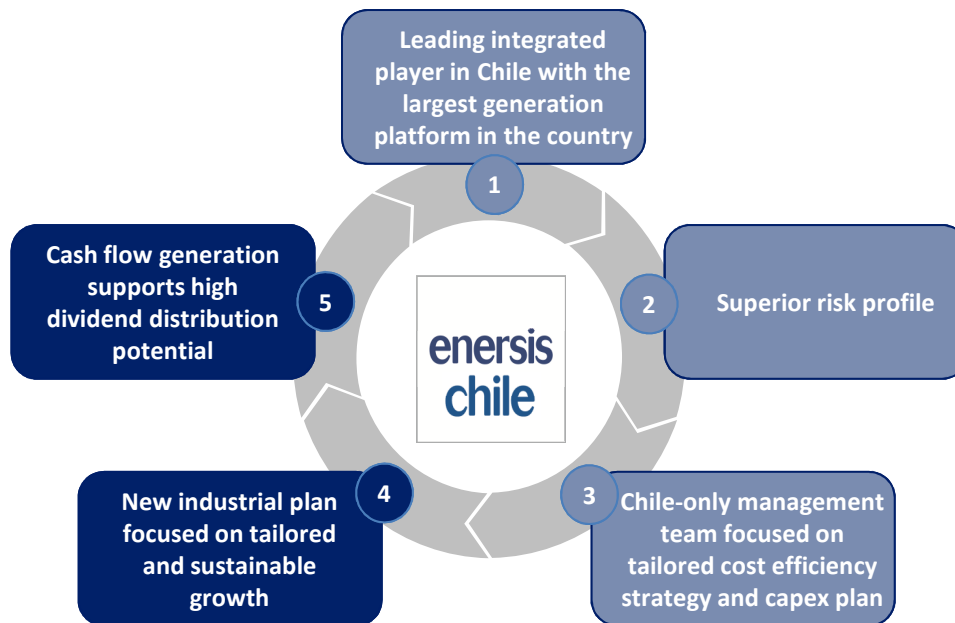 Leading integrated
player in Chile with the
largest generation
platform in the country
1
Superior risk profile
2
Chile-only management
team focused on
tailored cost efficiency
strategy and capex plan
3
New industrial plan
focused on tailored
and sustainable
growth
4
Cash flow generation
supports high
dividend distribution
potential
5
enersis
chile